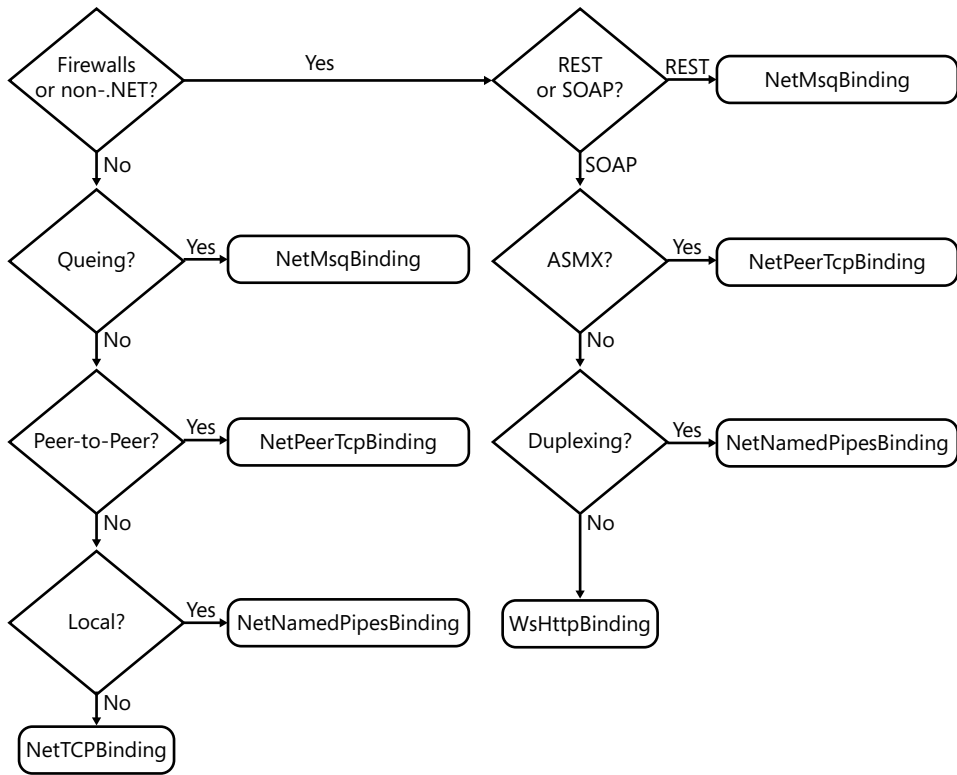 Firewalls
or non-.NET?
Yes
REST
or SOAP?
REST
NetMsqBinding
No
SOAP
Queing?
Yes
NetMsqBinding
ASMX?
Yes
NetPeerTcpBinding
No
No
Peer-to-Peer?
Yes
NetPeerTcpBinding
Duplexing?
Yes
NetNamedPipesBinding
No
No
Local?
Yes
NetNamedPipesBinding
WsHttpBinding
No
NetTCPBinding